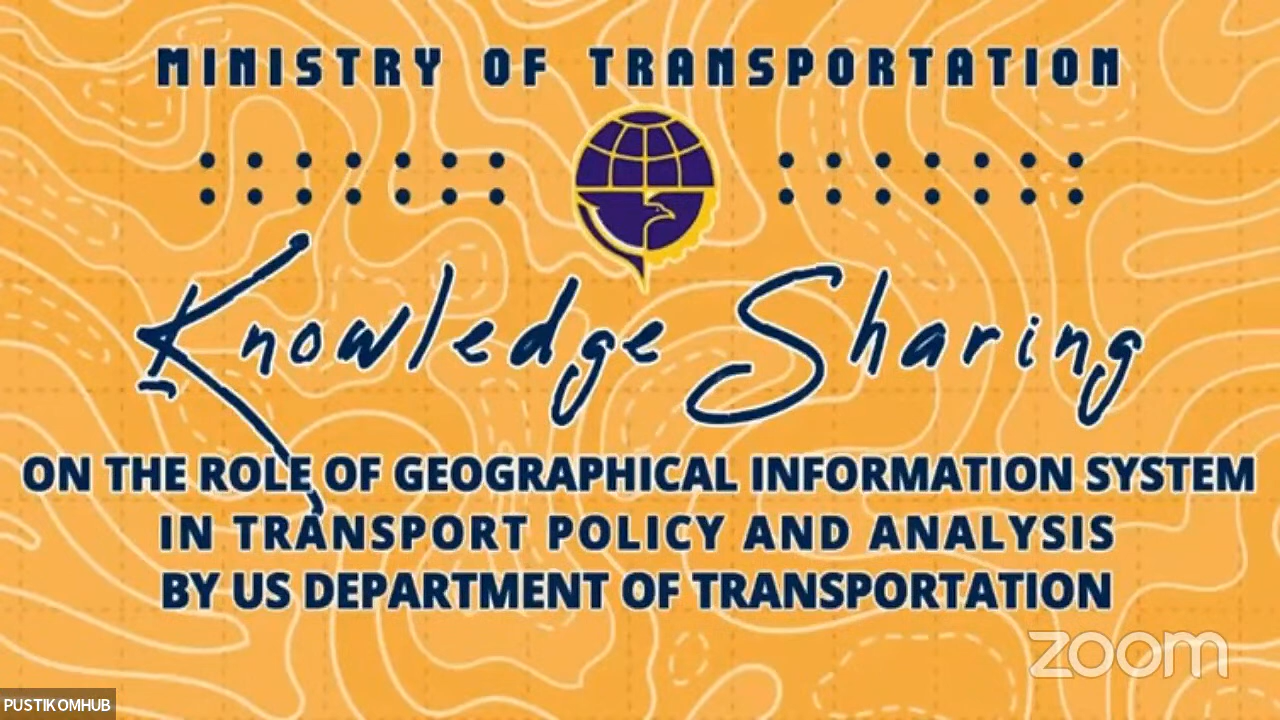 MINISTRY OF TRANSPORTATION
Knowledge Sharing
ON THE ROLE OF GEOGRAPHICAL INFORMATION SYSTEM
IN TRANSPORT POLICY AND ANALYSIS
BY US DEPARTMENT OF TRANSPORTATION
zoom
PUSTIKOMHUB